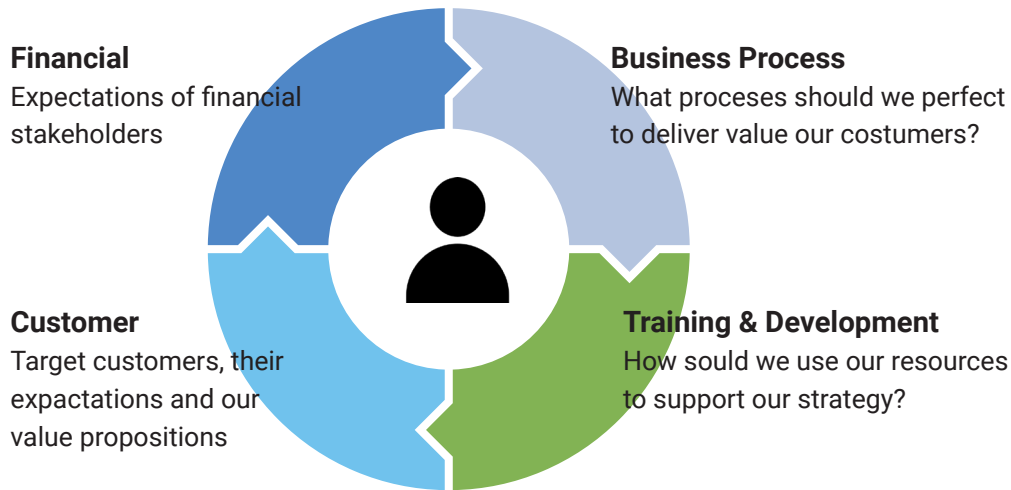 Financial
Expectations of financial
stakeholders
Business Process
What proceses should we perfect
to deliver value our costumers?
Customer
Target customers, their
expactations and our
value propositions
Training & Development
How sould we use our resources
to support our strategy?